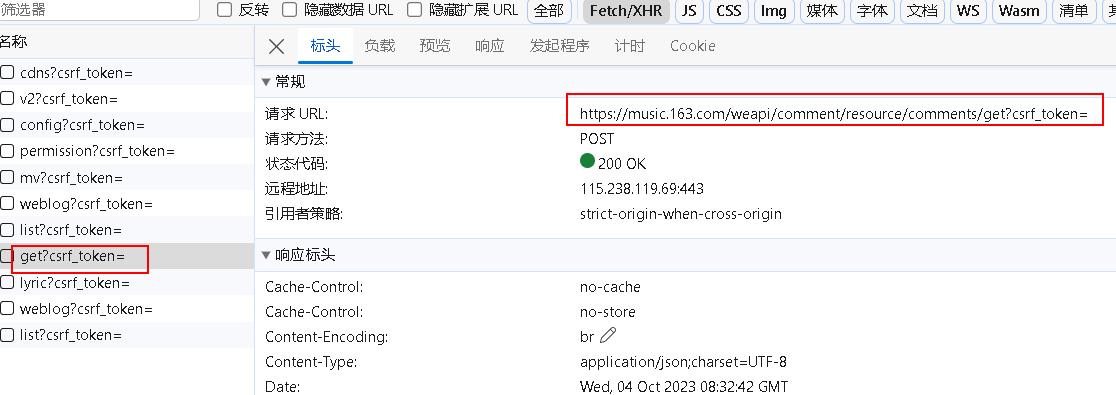 筛选器 反转 隐藏数据 URL 隐藏扩展 URL 全部 Fetch/XHR JS CSS Img 媒体 字体 文档 WS Wasm 清单
名称
标头 负载 预览 响应 发起程序 计时 Cookie
cdns?csrf_token=
v2?csrf_token=
config?csrf_token=
permission?csrf_token=
mv?csrf_token=
weblog?csrf_token=
list?csrf_token=
get?csrf_token=
lyric?csrf_token=
weblog?csrf_token=
list?csrf_token=
常规
请求 URL: https://music.163.com/weapi/comment/resource/comments/get?csrf_token=
请求方法: POST
状态代码: 200 OK
远程地址: 115.238.119.69:443
引用者策略: strict-origin-when-cross-origin
响应标头
Cache-Control: no-cache
Cache-Control: no-store
Content-Encoding: br
Content-Type: application/json;charset=UTF-8
Date: Wed, 04 Oct 2023 08:32:42 GMT